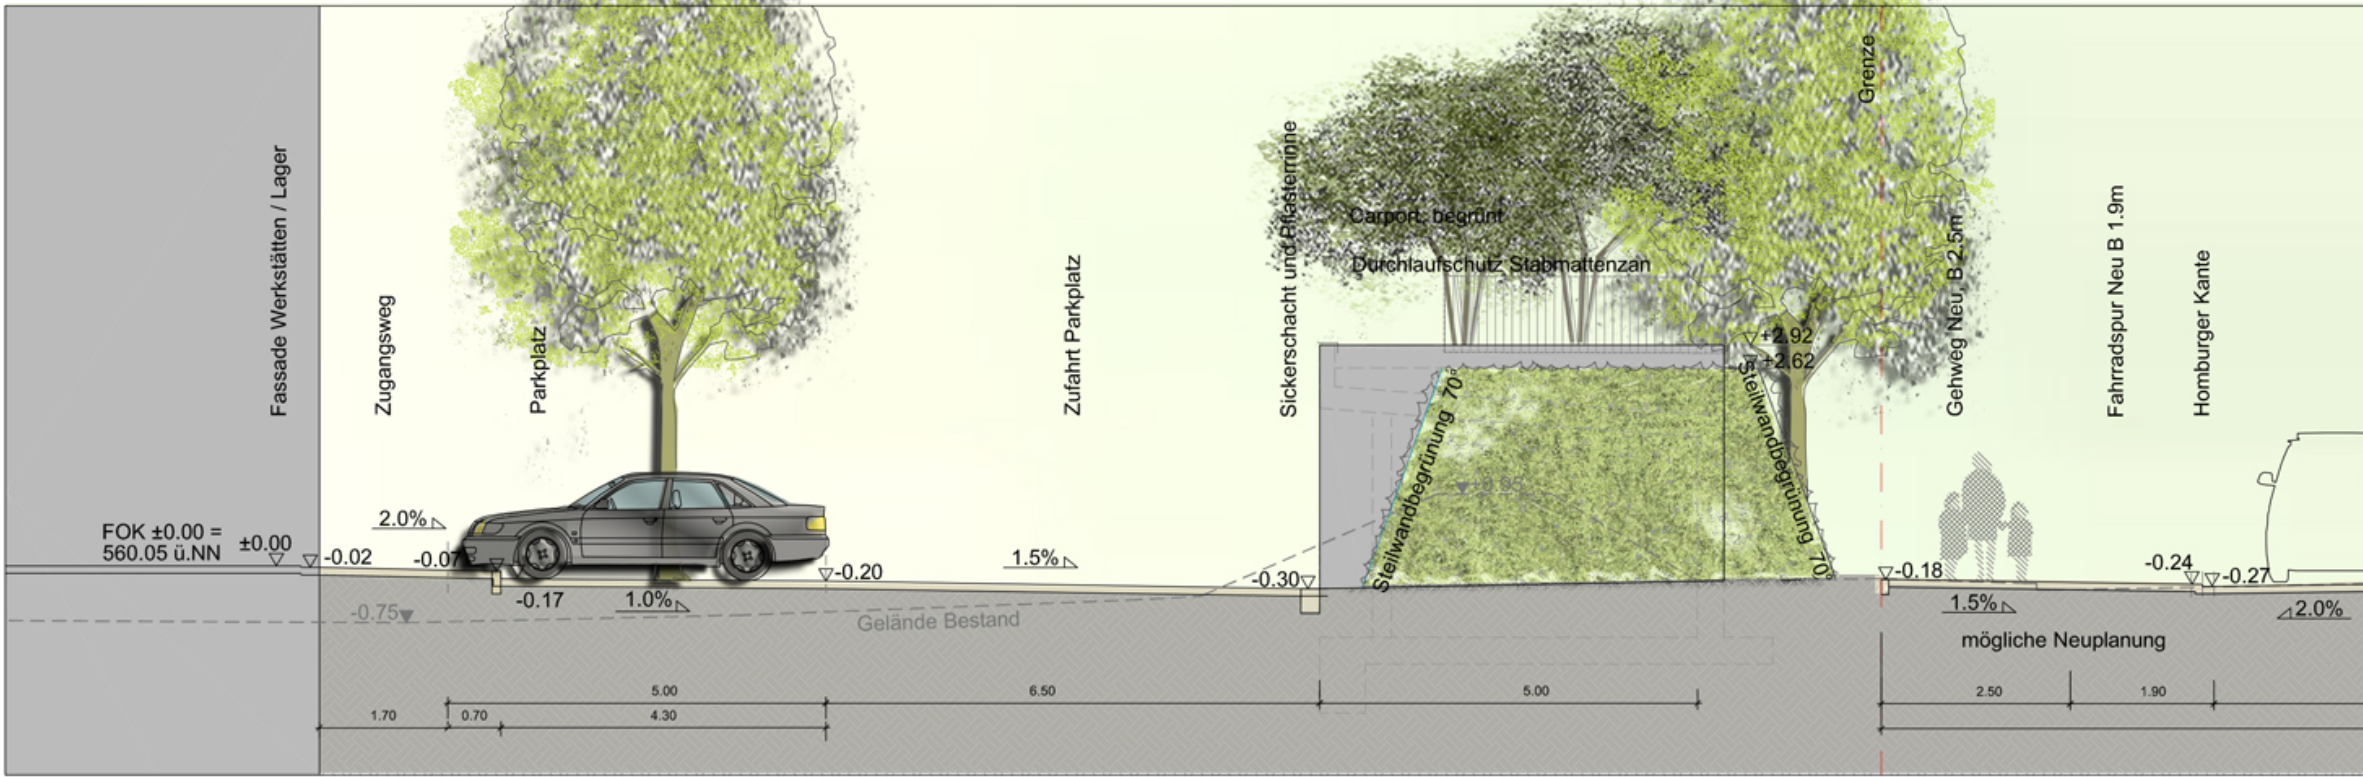 Fassade Werkstätten / Lager
Zugangsweg
Parkplatz
Zufahrt Parkplatz
Sickerschacht und Pflasterrinne
Carport, begrünt
Durchlaufschutz Stabmattenzan
Grenze
Gehweg Neu, B 2.5m
Fahrradspur Neu B 1.9m
Homburger Kante
+2.92
+2.62
Steilwandbegrünung 70°
Steilwandbegrünung 70°
FOK ±0.00 =
560.05 ü.NN
±0.00
-0.02
2.0%
-0.07
-0.17
1.0%
-0.20
1.5%
-0.30
-0.18
-0.24
-0.27
1.5%
2.0%
-0.75
Gelände Bestand
mögliche Neuplanung
5.00
6.50
5.00
2.50
1.90
1.70
0.70
4.30